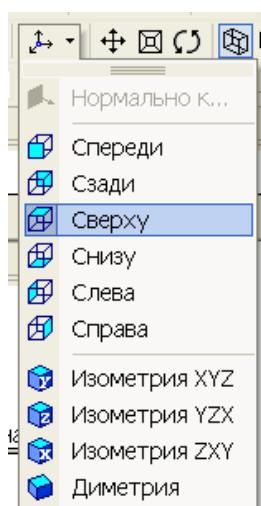 Нормально к...
Спереди
Сзади
Сверху
Снизу
Слева
Справа
Изометрия XYZ
Изометрия YZX
Изометрия ZXY
Диметрия